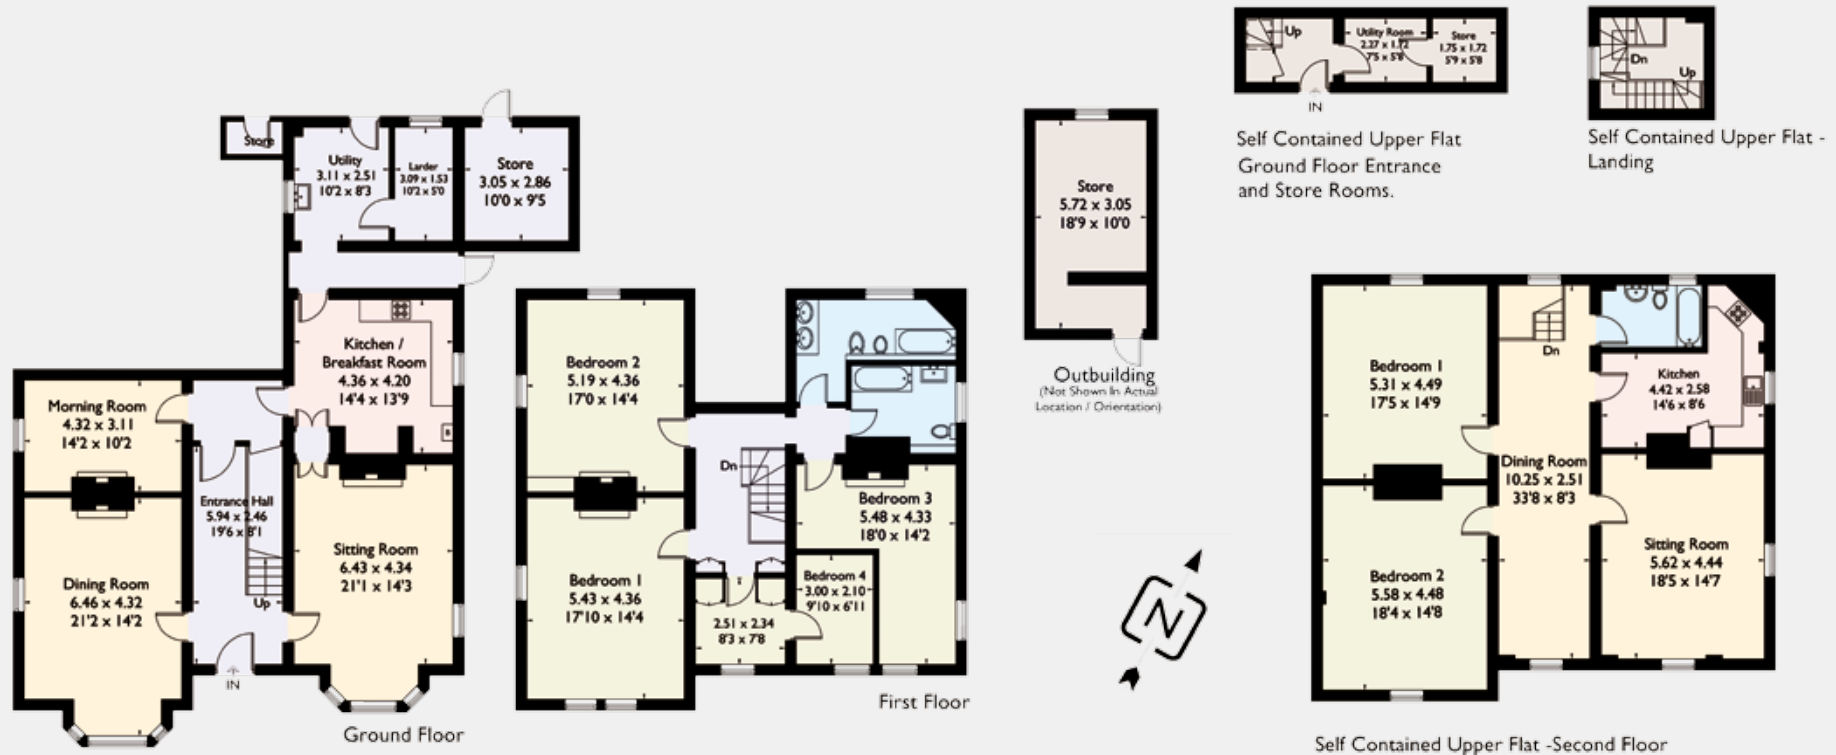 Store
Utility
3.11 x 2.51
10'2 x 8'3
Larder
3.09 x 1.53
10'2 x 5'0
Store
3.05 x 2.86
10'0 x 9'5
Kitchen /
Breakfast Room
4.36 x 4.20
14'4 x 13'9
Morning Room
4.32 x 3.11
14'2 x 10'2
Entrance Hall
5.94 x 2.46
19'6 x 8'1
Sitting Room
6.43 x 4.34
21'1 x 14'3
Dining Room
6.46 x 4.32
21'2 x 14'2
Up
IN
Ground Floor
Bedroom 2
5.19 x 4.36
17'0 x 14'4
Dn
Bedroom 3
5.48 x 4.33
18'0 x 14'2
Bedroom 1
5.43 x 4.36
17'10 x 14'4
Bedroom 4
3.00 x 2.10
9'10 x 6'11
2.51 x 2.34
8'3 x 7'8
First Floor
Store
5.72 x 3.05
18'9 x 10'0
Outbuilding
(Not Shown In Actual
Location / Orientation)
N
Up
Utility Room
2.27 x 1.72
7'5 x 5'8
Store
1.75 x 1.72
5'9 x 5'8
IN
Self Contained Upper Flat
Ground Floor Entrance
and Store Rooms.
Dn
Up
Self Contained Upper Flat -
Landing
Bedroom 1
5.31 x 4.49
17'5 x 14'9
Dn
Kitchen
4.42 x 2.58
14'6 x 8'6
Dining Room
10.25 x 2.51
33'8 x 8'3
Bedroom 2
5.58 x 4.48
18'4 x 14'8
Sitting Room
5.62 x 4.44
18'5 x 14'7
Self Contained Upper Flat -Second Floor